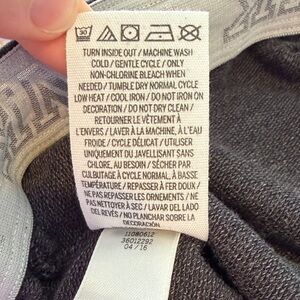 TURN INSIDE OUT / MACHINE WASH
COLD / GENTLE CYCLE / ONLY
NON-CHLORINE BLEACH WHEN
NEEDED / TUMBLE DRY NORMAL CYCLE
LOW HEAT / COOL IRON / DO NOT IRON ON
DECORATION / DO NOT DRY CLEAN /
RETOURNER LE VÊTEMENT À
L'ENVERS / LAVER À LA MACHINE, À L'EAU
FROIDE / CYCLE DÉLICAT / UTILISER
UNIQUEMENT DU JAVELLISANT SANS
CHLORE, AU BESOIN / SÉCHER PAR
CULBUTAGE À CYCLE NORMAL, À BASSE
TEMPÉRATURE / REPASSER À FER DOUX /
NE PAS REPASSER LES ORNEMENTS / NE
PAS NETTOYER À SEC / LAVAR DEL LADO
DEL REVÉS / NO PLANCHAR SOBRE LA
DECORACIÓN.
11080612
36012292
04 / 16